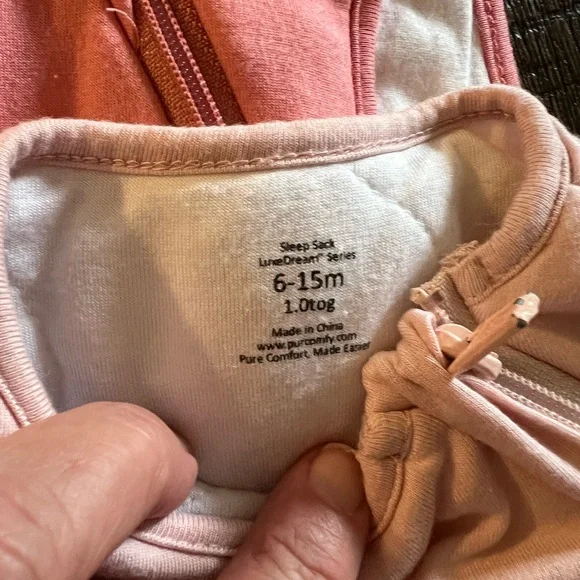 Sleep Sack
LuxeDream™ Series
6-15m
1.0tog
Made in China
www.purcomfy.com
Pure Comfort, Made Easier